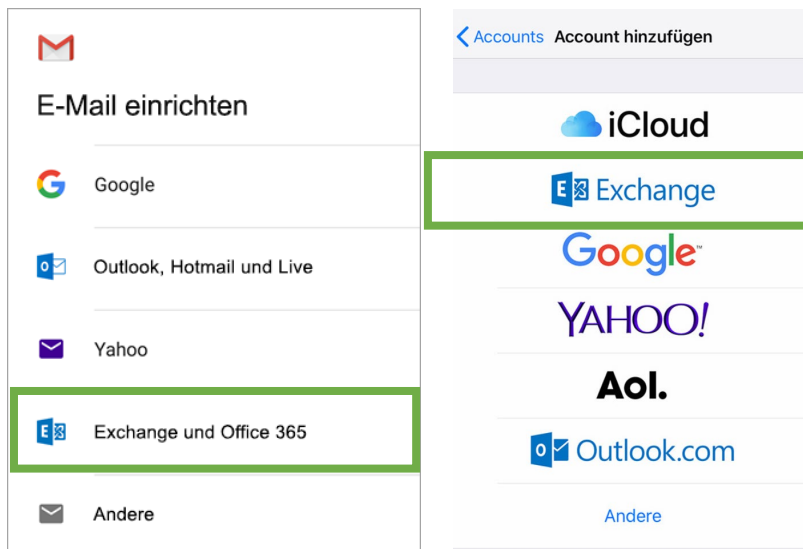 E-Mail einrichten
Google
Outlook, Hotmail und Live
Yahoo
Exchange und Office 365
Andere
Accounts Account hinzufügen
iCloud
Exchange
Google
YAHOO!
Aol.
Outlook.com
Andere